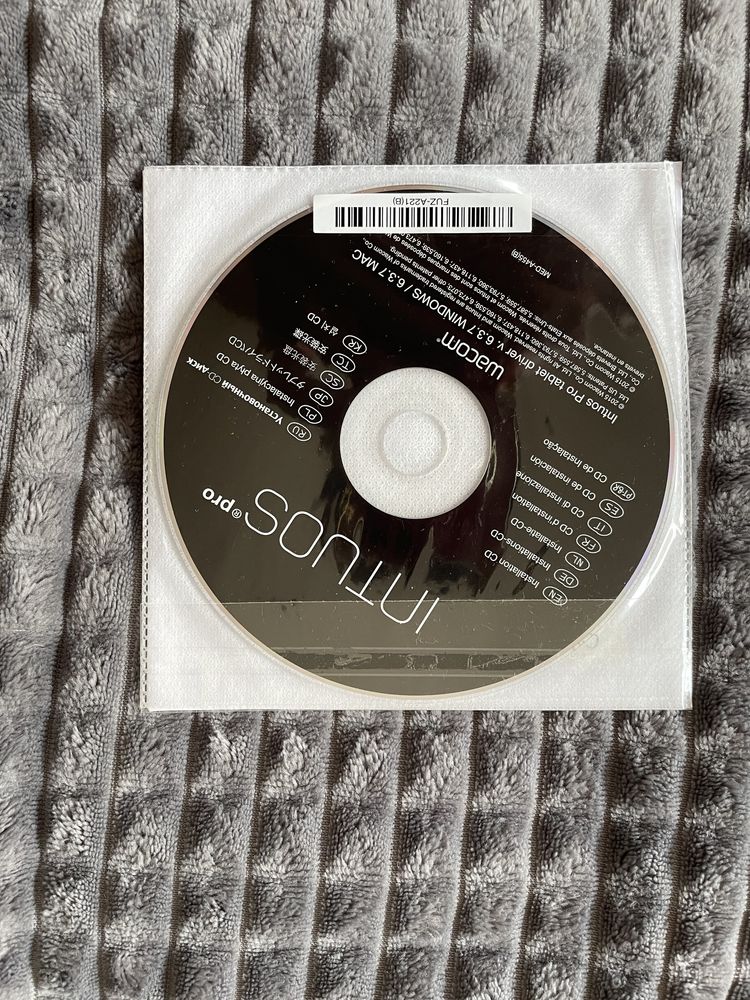 FUZ-A221(B)
INTUOS® pro
EN Installation CD
DE Installations-CD
NL Installatie-CD
FR CD d'installation
IT CD di installazione
ES CD de instalación
PT&BR CD de Instalação
RU Установочный CD диск
PL Instalacyjna płyta CD
JP タブレットドライバCD
SC 安装光盘
TC 安裝光碟
KR 설치 CD
wacom®
Intuos Pro tablet driver v. 6.3.7 WINDOWS / 6.3.7 MAC
MED-A455(B)